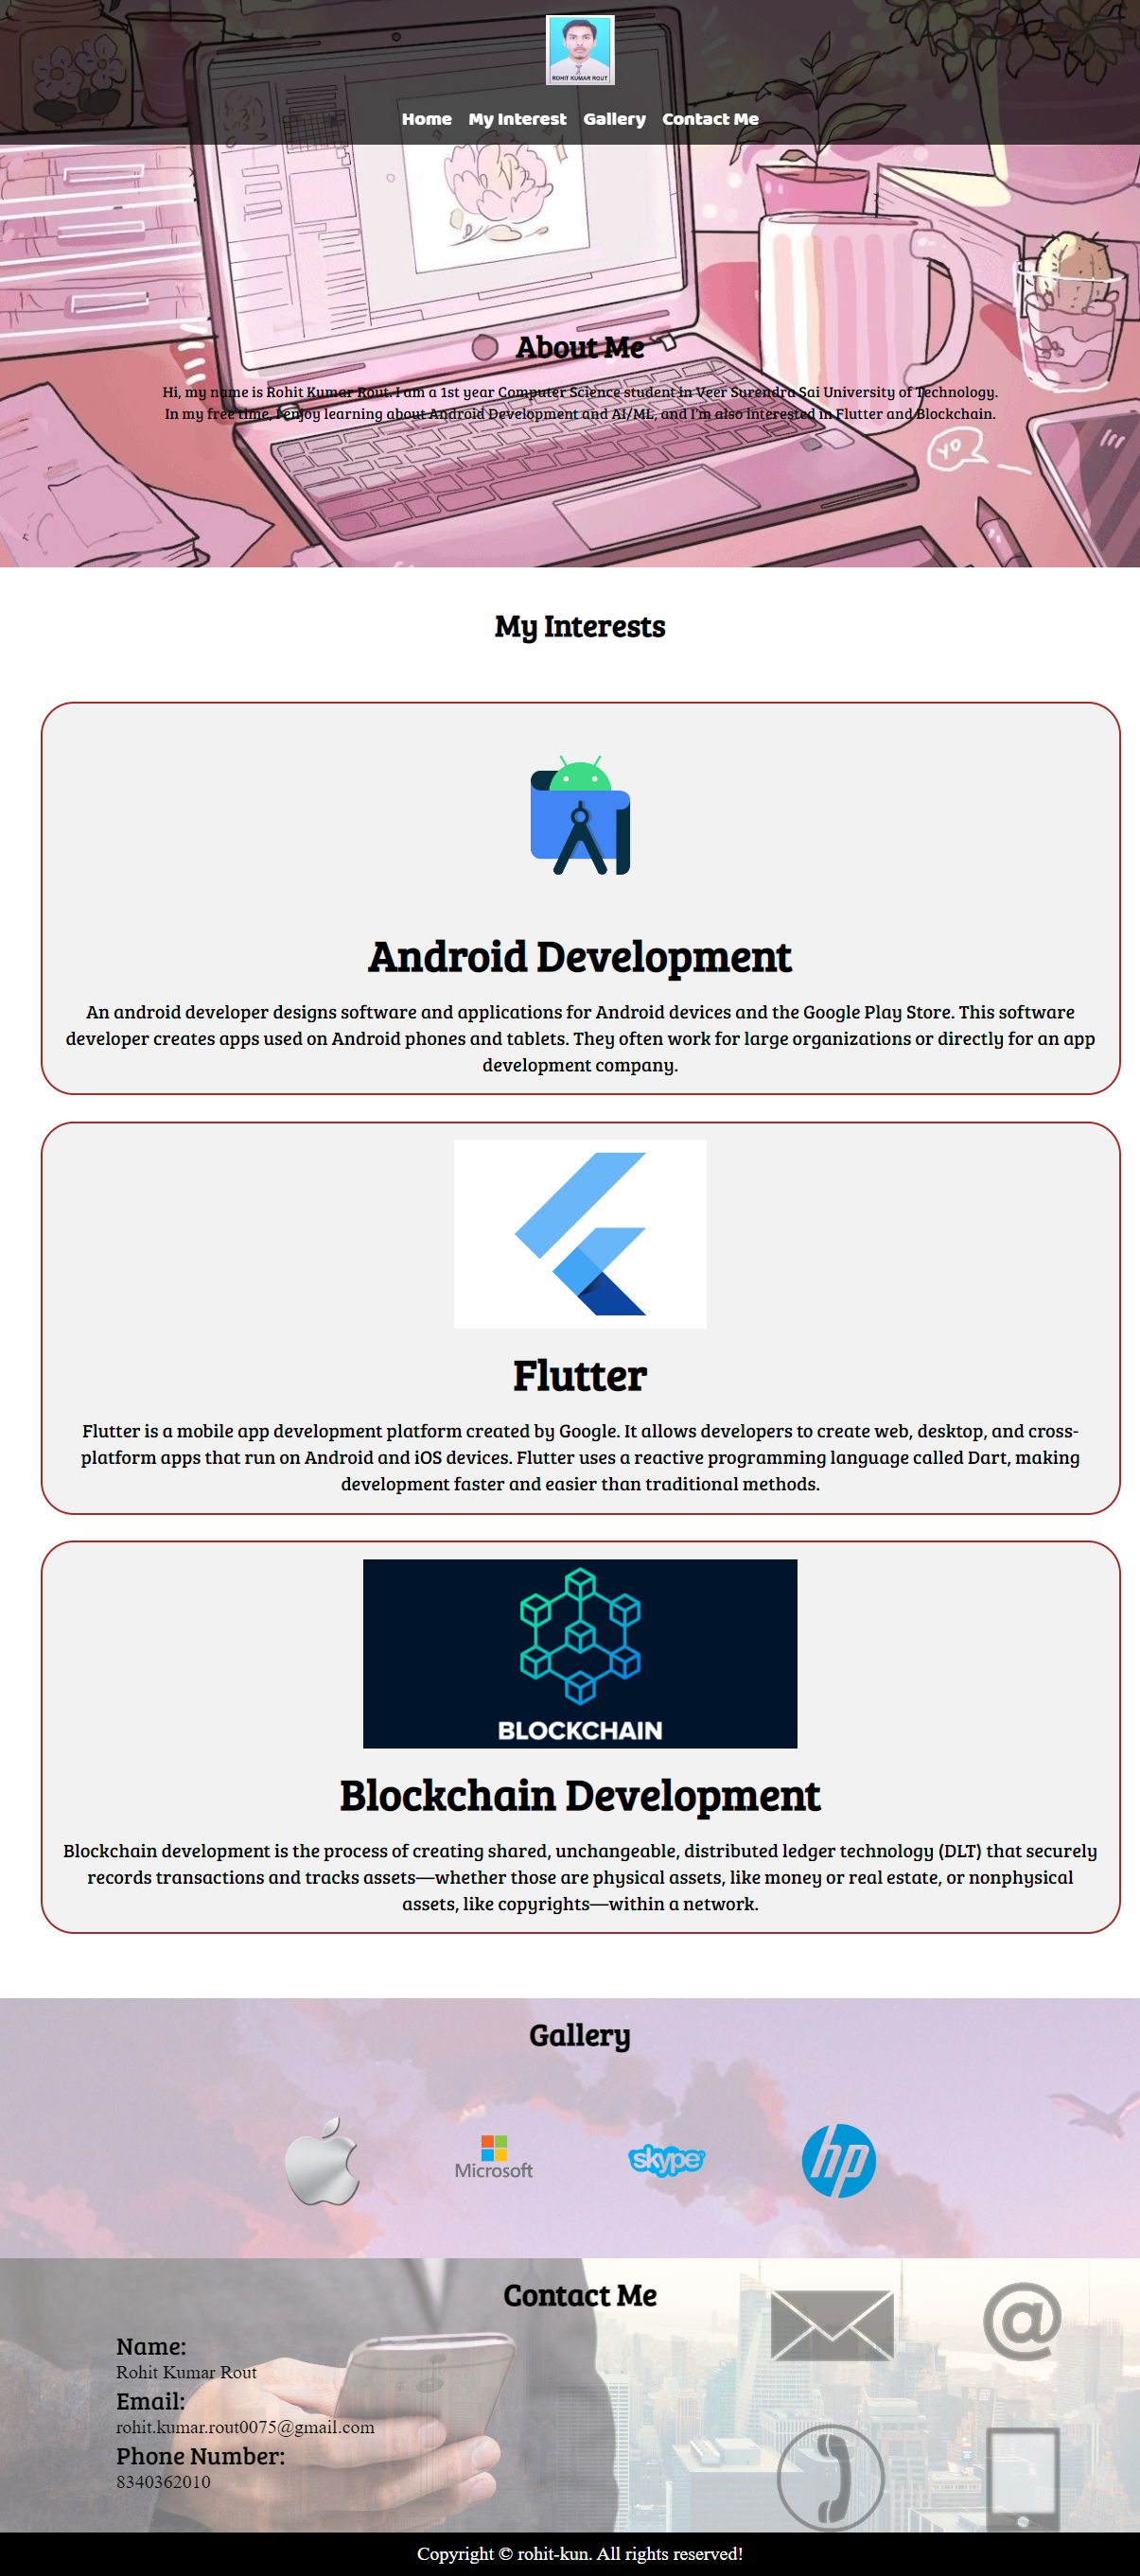 ROHIT KUMAR ROUT
Home My Interest Gallery Contact Me
About Me
Hi, my name is Rohit Kumar Rout. I am a 1st year Computer Science student in Veer Surendra Sai University of Technology.
In my free time, I enjoy learning about Android Development and AI/ML, and I'm also interested in Flutter and Blockchain.
YO
My Interests
Android Development
An android developer designs software and applications for Android devices and the Google Play Store. This software
developer creates apps used on Android phones and tablets. They often work for large organizations or directly for an app
development company.
Flutter
Flutter is a mobile app development platform created by Google. It allows developers to create web, desktop, and cross-
platform apps that run on Android and iOS devices. Flutter uses a reactive programming language called Dart, making
development faster and easier than traditional methods.
BLOCKCHAIN
Blockchain Development
Blockchain development is the process of creating shared, unchangeable, distributed ledger technology (DLT) that securely
records transactions and tracks assets—whether those are physical assets, like money or real estate, or nonphysical
assets, like copyrights—within a network.
Gallery
Microsoft skype hp
Contact Me
@
Name:
Rohit Kumar Rout
Email:
rohit.kumar.rout0075@gmail.com
Phone Number:
8340362010
Copyright © rohit-kun. All rights reserved!